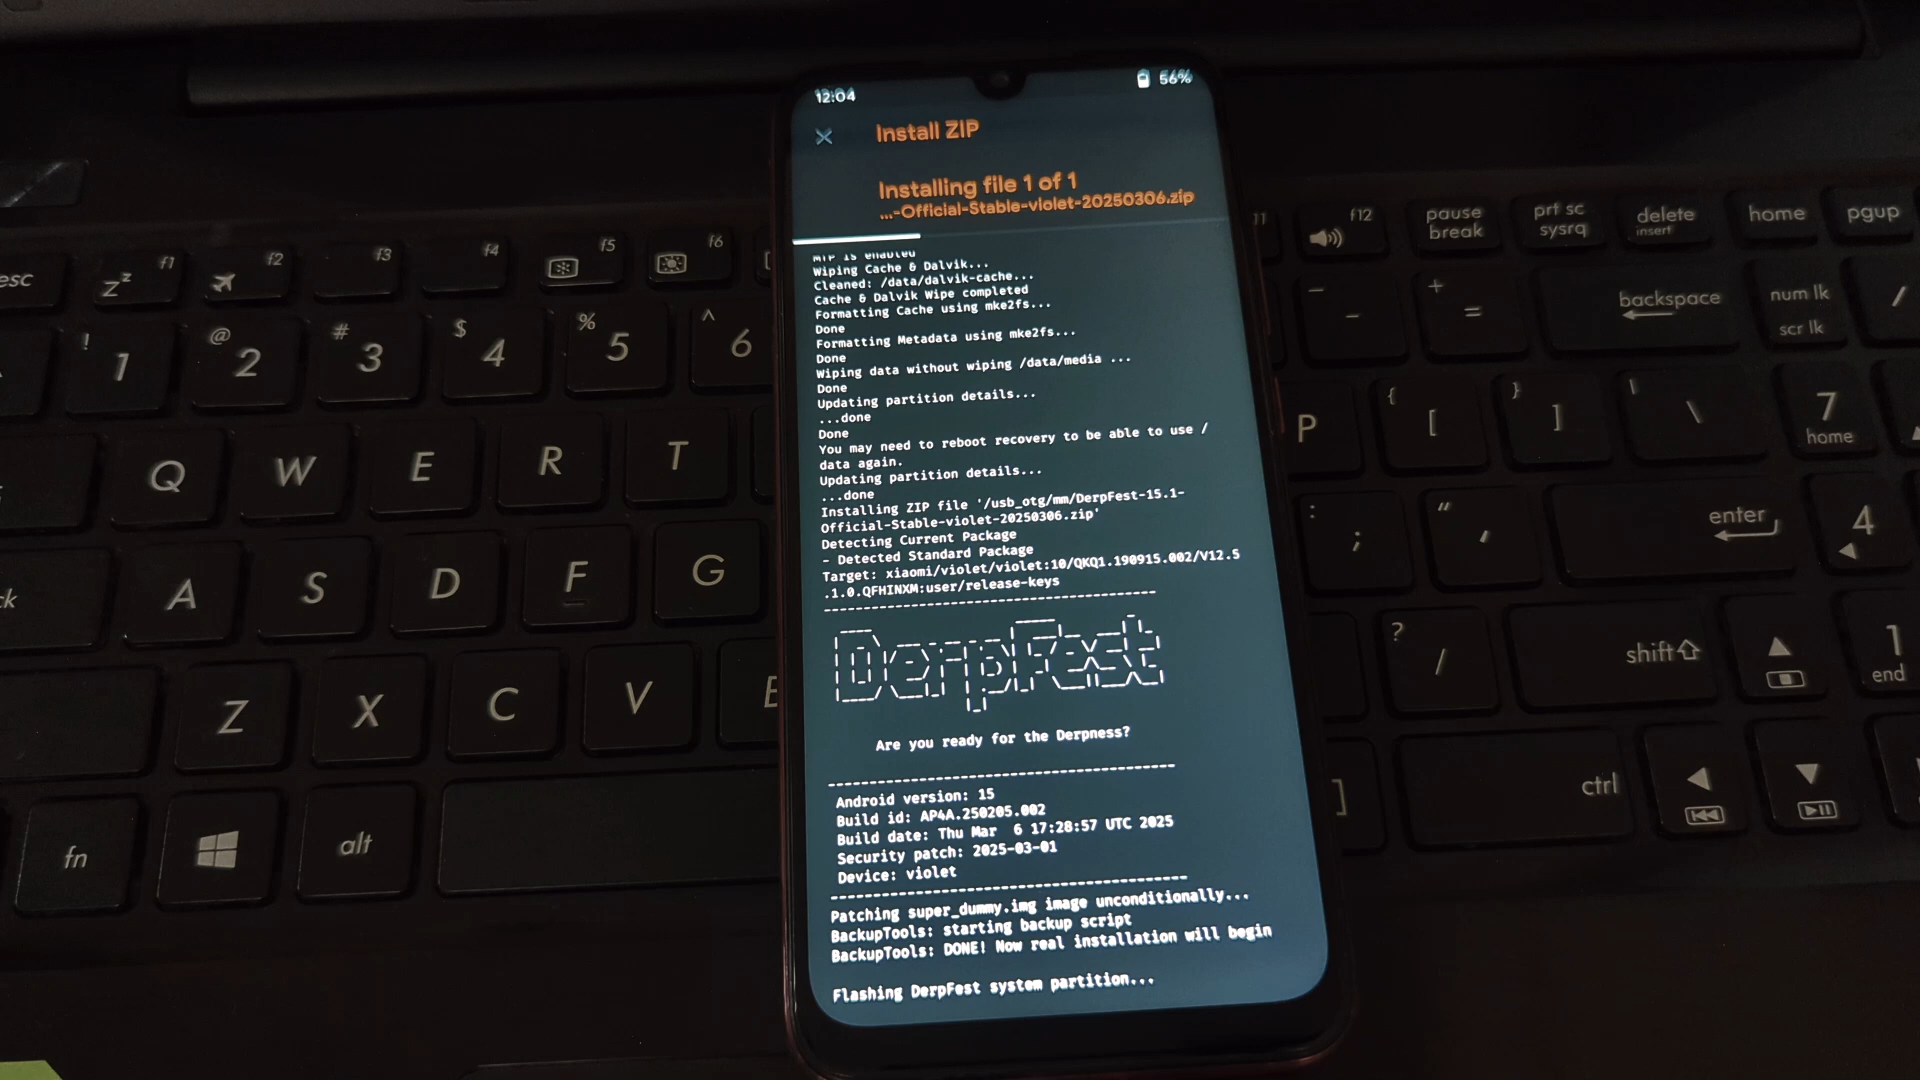 12:04
56%
Install ZIP
Installing file 1 of 1
...-Official-Stable-violet-20250306.zip
MTP is enabled
Wiping Cache & Dalvik...
Cleaned: /data/dalvik-cache...
Cache & Dalvik Wipe completed
Formatting Cache using mke2fs...
Done
Formatting Metadata using mke2fs...
Done
Wiping data without wiping /data/media ...
Done
Updating partition details...
...done
Done
You may need to reboot recovery to be able to use /
data again.
Updating partition details...
...done
Installing ZIP file '/usb_otg/mm/DerpFest-15.1-
Official-Stable-violet-20250306.zip'
Detecting Current Package
- Detected Standard Package
Target: xiaomi/violet/violet:10/QKQ1.190915.002/V12.5
.1.0.QFHINXM:user/release-keys
DerpFest
Are you ready for the Derpness?
Android version: 15
Build id: AP4A.250205.002
Build date: Thu Mar  6 17:28:57 UTC 2025
Security patch: 2025-03-01
Device: violet
Patching super_dummy.img image unconditionally...
BackupTools: starting backup script
BackupTools: DONE! Now real installation will begin
Flashing DerpFest system partition...
f1 f2 f3 f4 f5 f6
f12 pause break prt sc sysrq delete insert home pgup
! 1 @ 2 # 3 $ 4 % 5 ^ 6
- + = backspace num lk scr lk /
Q W E R T
P { [ } ] | \ 7 home
A S D F G
: ; " ' enter 4
Z X C V
? / shift 1 end
fn alt
ctrl